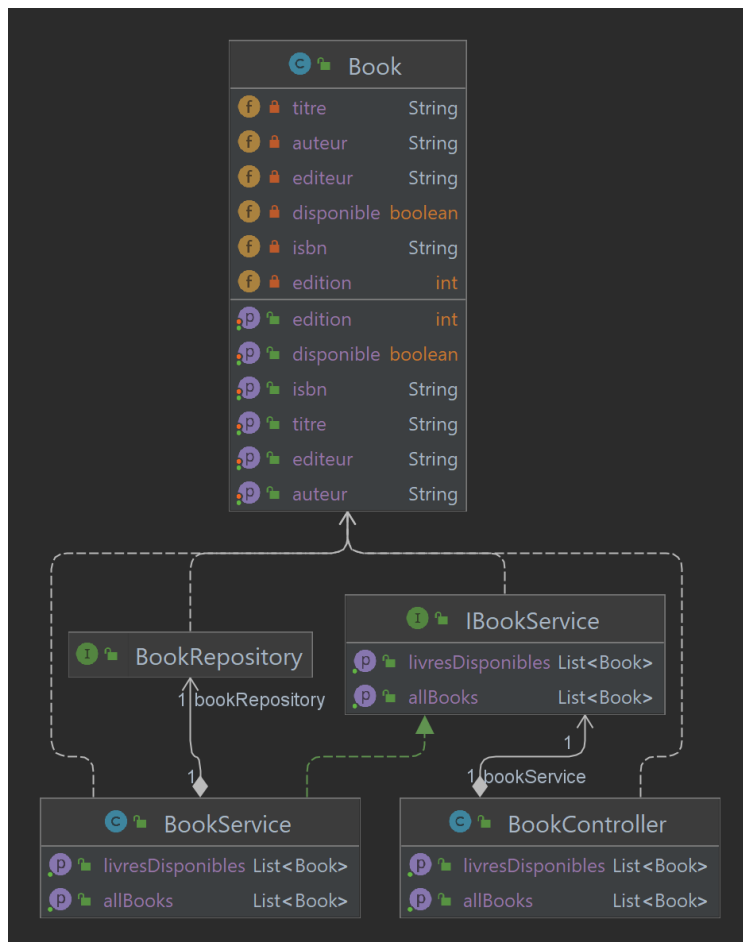 Book
titre String
auteur String
editeur String
disponible boolean
isbn String
edition int
edition int
disponible boolean
isbn String
titre String
editeur String
auteur String
IBookService
livresDisponibles List<Book>
allBooks List<Book>
BookRepository
1 bookRepository
1
1
1 bookService
BookService
livresDisponibles List<Book>
allBooks List<Book>
BookController
livresDisponibles List<Book>
allBooks List<Book>